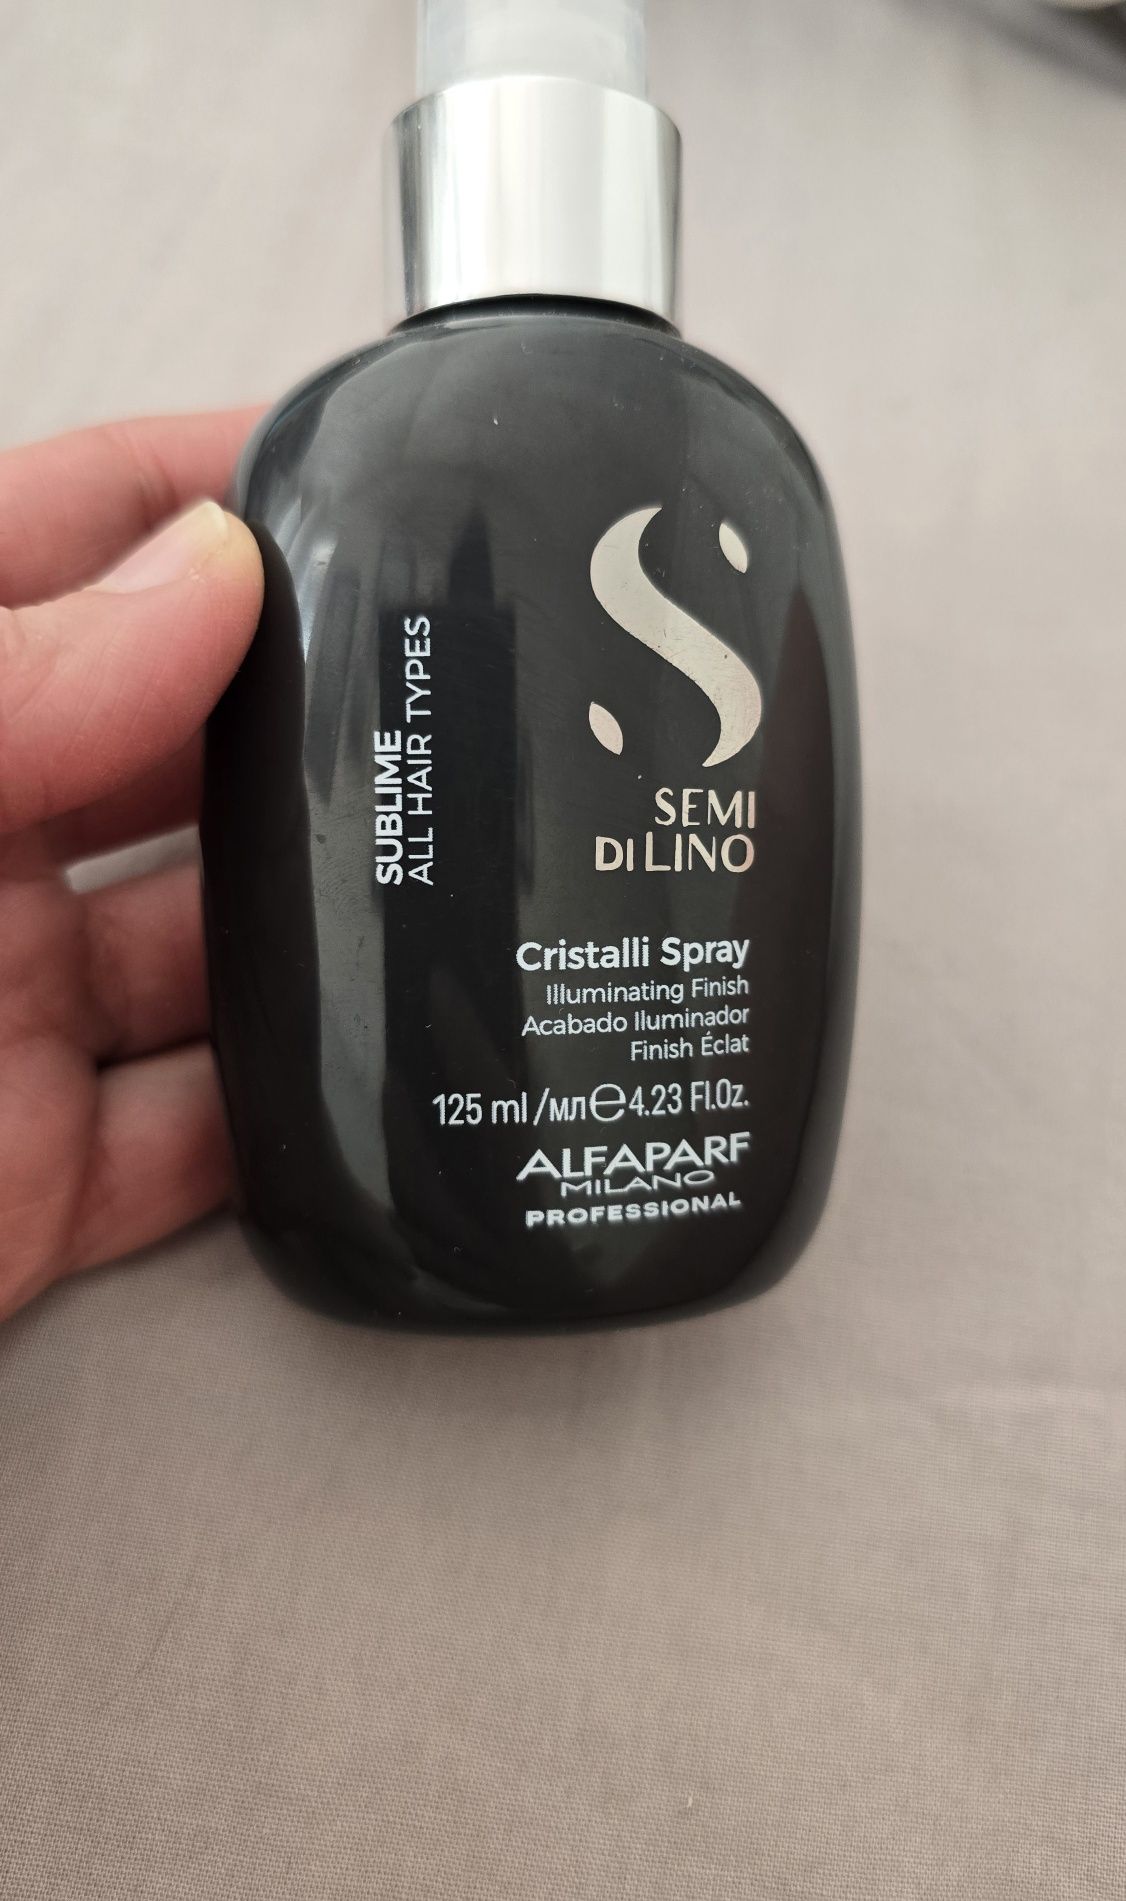 SUBLIME
ALL HAIR TYPES
SEMI
DI LINO
Cristalli Spray
Illuminating Finish
Acabado Iluminador
Finish Éclat
125 ml/мл℮4.23 Fl.Oz.
ALFAPARF
MILANO
PROFESSIONAL